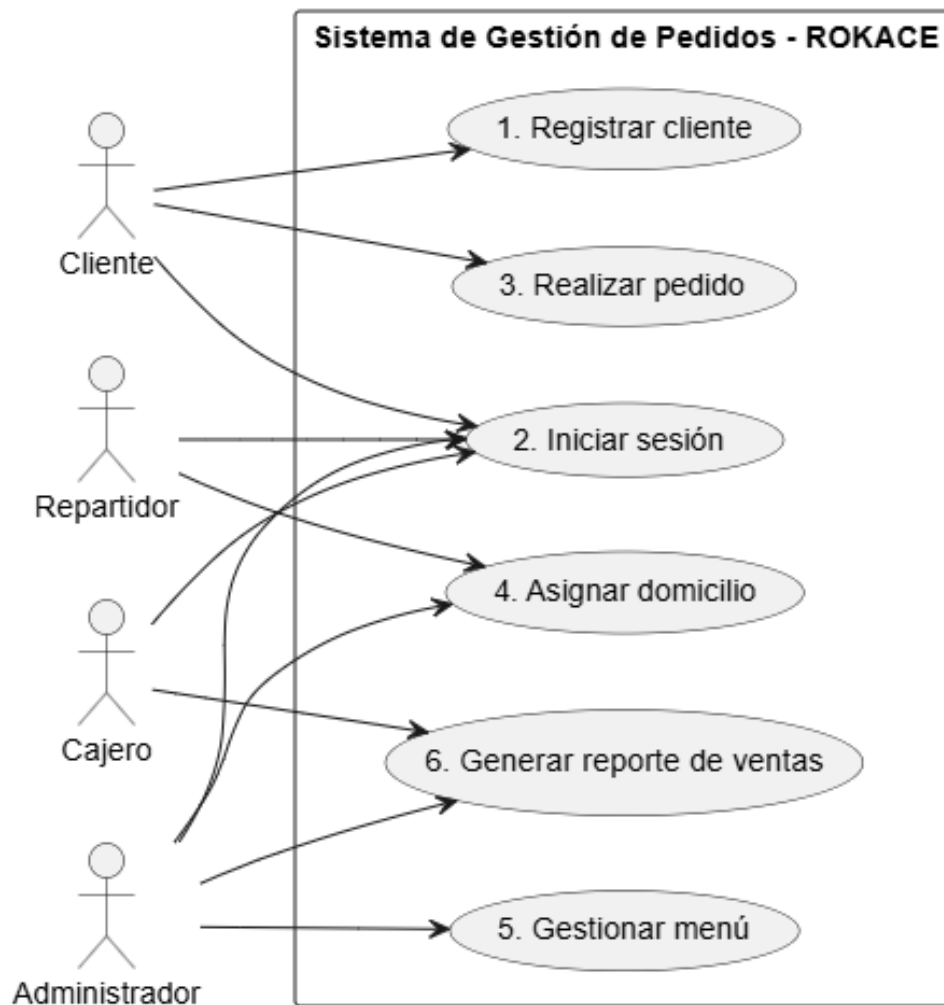 Sistema de Gestión de Pedidos - ROKACE
1. Registrar cliente
Cliente
3. Realizar pedido
2. Iniciar sesión
Repartidor
4. Asignar domicilio
Cajero
6. Generar reporte de ventas
5. Gestionar menú
Administrador